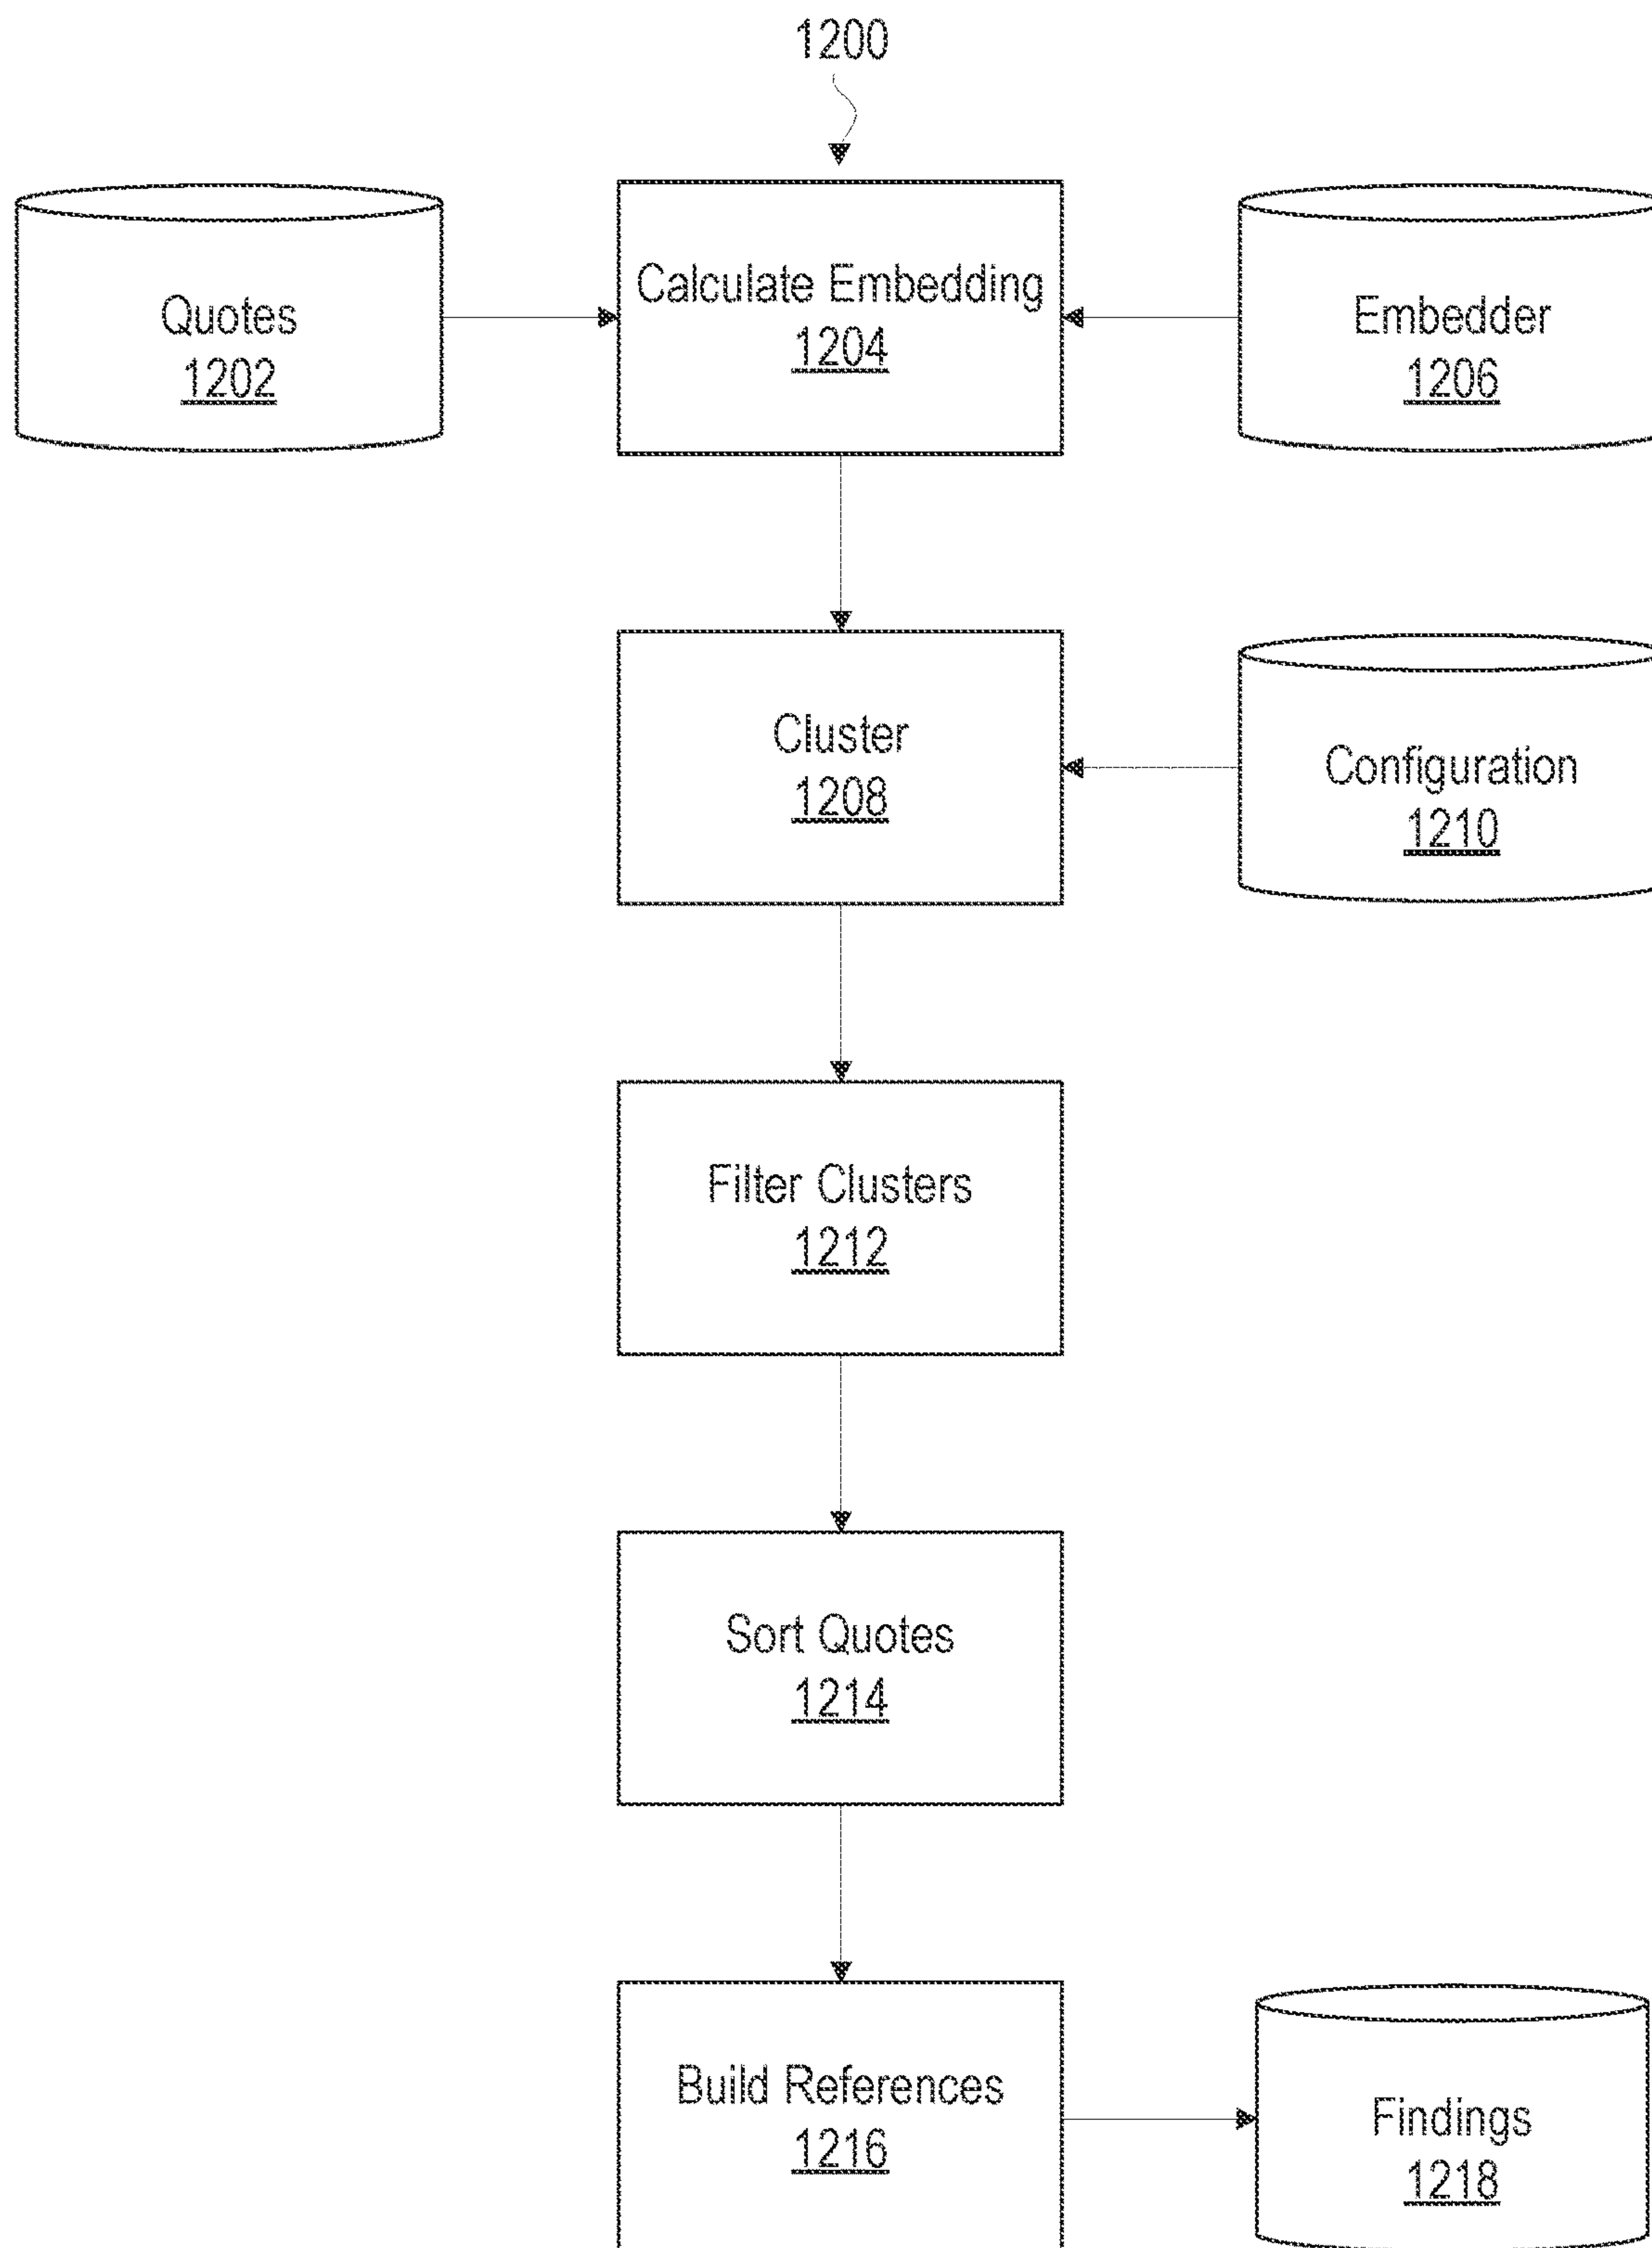 1200
Quotes
1202
Calculate Embedding
1204
Embedder
1206
Cluster
1208
Configuration
1210
Filter Clusters
1212
Sort Quotes
1214
Build References
1216
Findings
1218